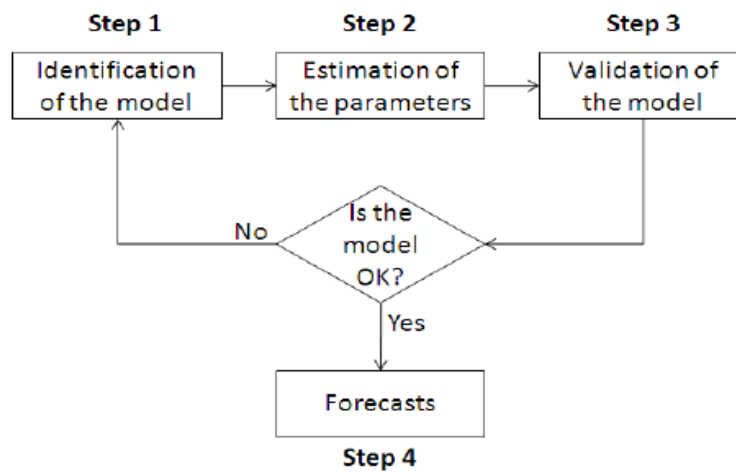 Step 1
Step 2
Step 3
Identification
of the model
Estimation of
the parameters
Validation of
the model
Is the
model
OK?
No
Yes
Forecasts
Step 4